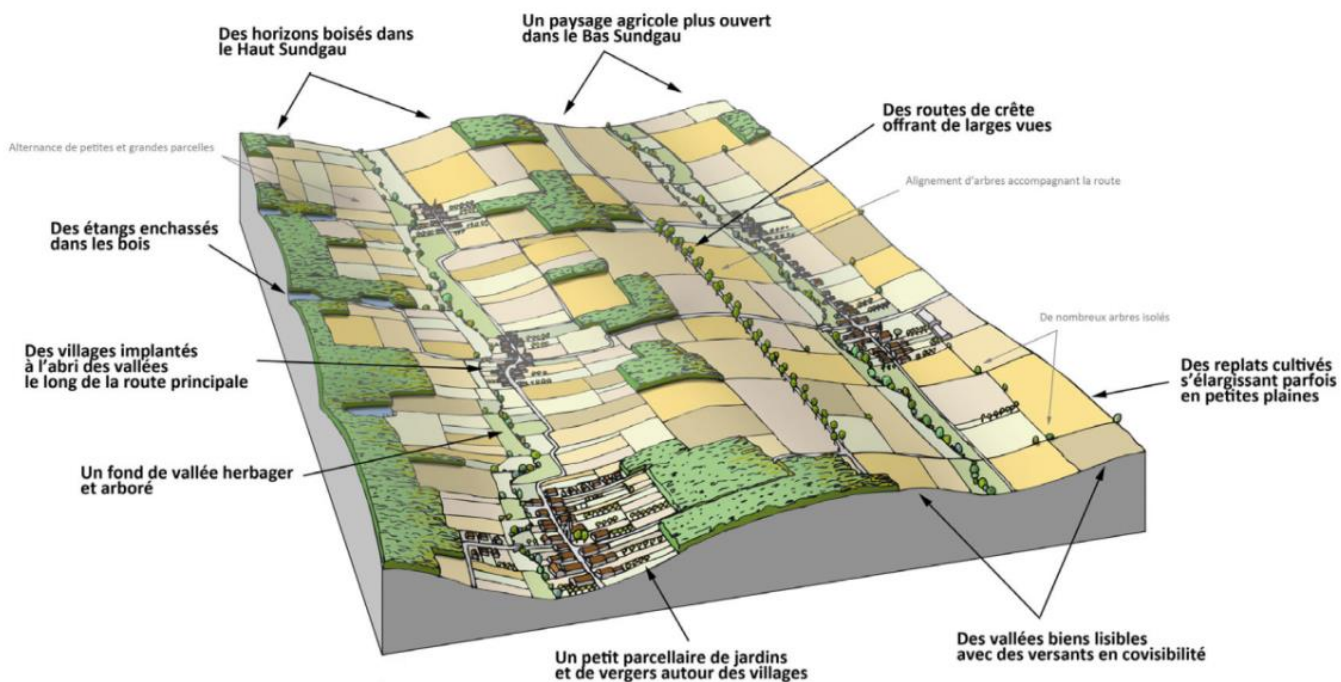 Un paysage agricole plus ouvert
dans le Bas Sundgau
Des horizons boisés dans
le Haut Sundgau
Des routes de crête
offrant de larges vues
Alternance de petites et grandes parcelles
Alignement d'arbres accompagnant la route
Des étangs enchassés
dans les bois
De nombreux arbres isolés
Des villages implantés
à l'abri des vallées
le long de la route principale
Des replats cultivés
s'élargissant parfois
en petites plaines
Un fond de vallée herbager
et arboré
Des vallées biens lisibles
avec des versants en covisibilité
Un petit parcellaire de jardins
et de vergers autour des villages